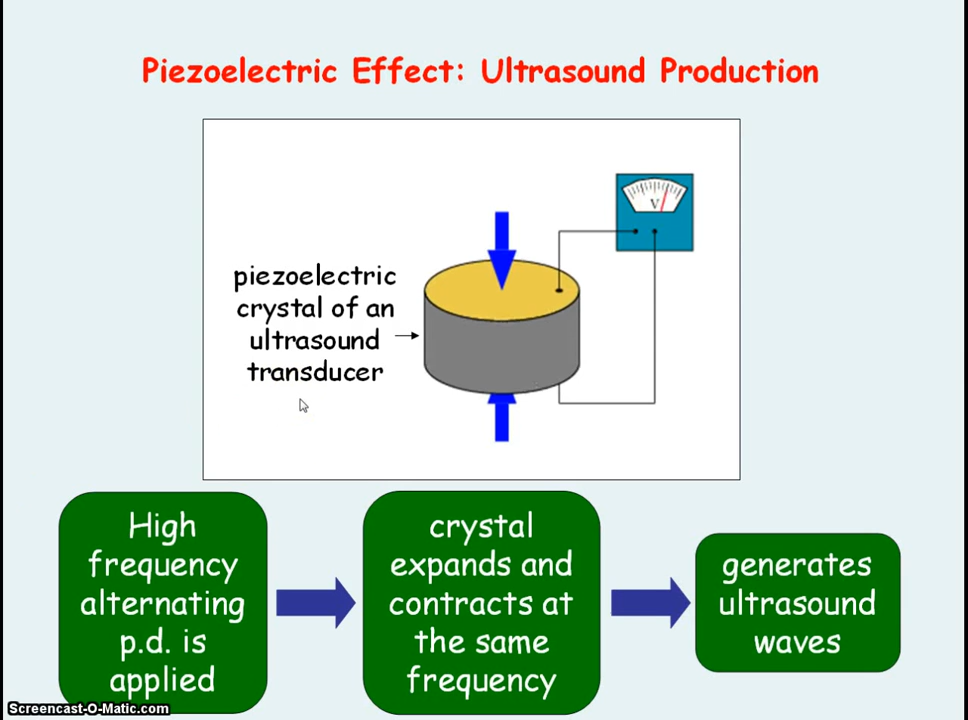 Piezoelectric Effect: Ultrasound Production
V
piezoelectric
crystal of an
ultrasound
transducer
High
frequency
alternating
p.d. is
applied
crystal
expands and
contracts at
the same
frequency
generates
ultrasound
waves
Screencast-O-Matic.com